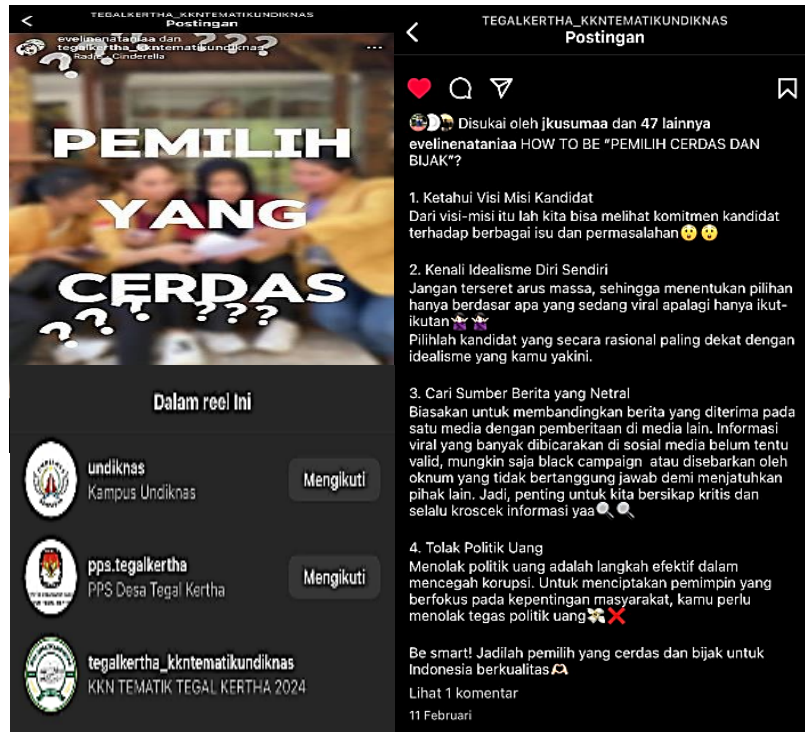 TEGALKERTHA_KKNTEMATIKUNDIKNAS
Postingan
evelinenataniaa dan
tegalkertha_kkntematikundiknas
Cinderella
? ? ? ? ?
PEMILIH
YANG
CERDAS
? ? ? ? ? ?
Dalam reel Ini
undiknas
Kampus Undiknas
Mengikuti
pps.tegalkertha
PPS Desa Tegal Kertha
Mengikuti
tegalkertha_kkntematikundiknas
KKN TEMATIK TEGAL KERTHA 2024
TEGALKERTHA_KKNTEMATIKUNDIKNAS
Postingan
Disukai oleh jkusumaa dan 47 lainnya
evelinenataniaa HOW TO BE "PEMILIH CERDAS DAN
BIJAK"?
1. Ketahui Visi Misi Kandidat
Dari visi-misi itu lah kita bisa melihat komitmen kandidat
terhadap berbagai isu dan permasalahan😲 😲
2. Kenali Idealisme Diri Sendiri
Jangan terseret arus massa, sehingga menentukan pilihan
hanya berdasar apa yang sedang viral apalagi hanya ikut-
ikutan🙅🏻‍♀️ 🙅🏻‍♀️
Pilihlah kandidat yang secara rasional paling dekat dengan
idealisme yang kamu yakini.
3. Cari Sumber Berita yang Netral
Biasakan untuk membandingkan berita yang diterima pada
satu media dengan pemberitaan di media lain. Informasi
viral yang banyak dibicarakan di sosial media belum tentu
valid, mungkin saja black campaign atau disebarkan oleh
oknum yang tidak bertanggung jawab demi menjatuhkan
pihak lain. Jadi, penting untuk kita bersikap kritis dan
selalu kroscek informasi yaa🔍🔍
4. Tolak Politik Uang
Menolak politik uang adalah langkah efektif dalam
mencegah korupsi. Untuk menciptakan pemimpin yang
berfokus pada kepentingan masyarakat, kamu perlu
menolak tegas politik uang💸❌
Be smart! Jadilah pemilih yang cerdas dan bijak untuk
Indonesia berkualitas🫶🏻
Lihat 1 komentar
11 Februari